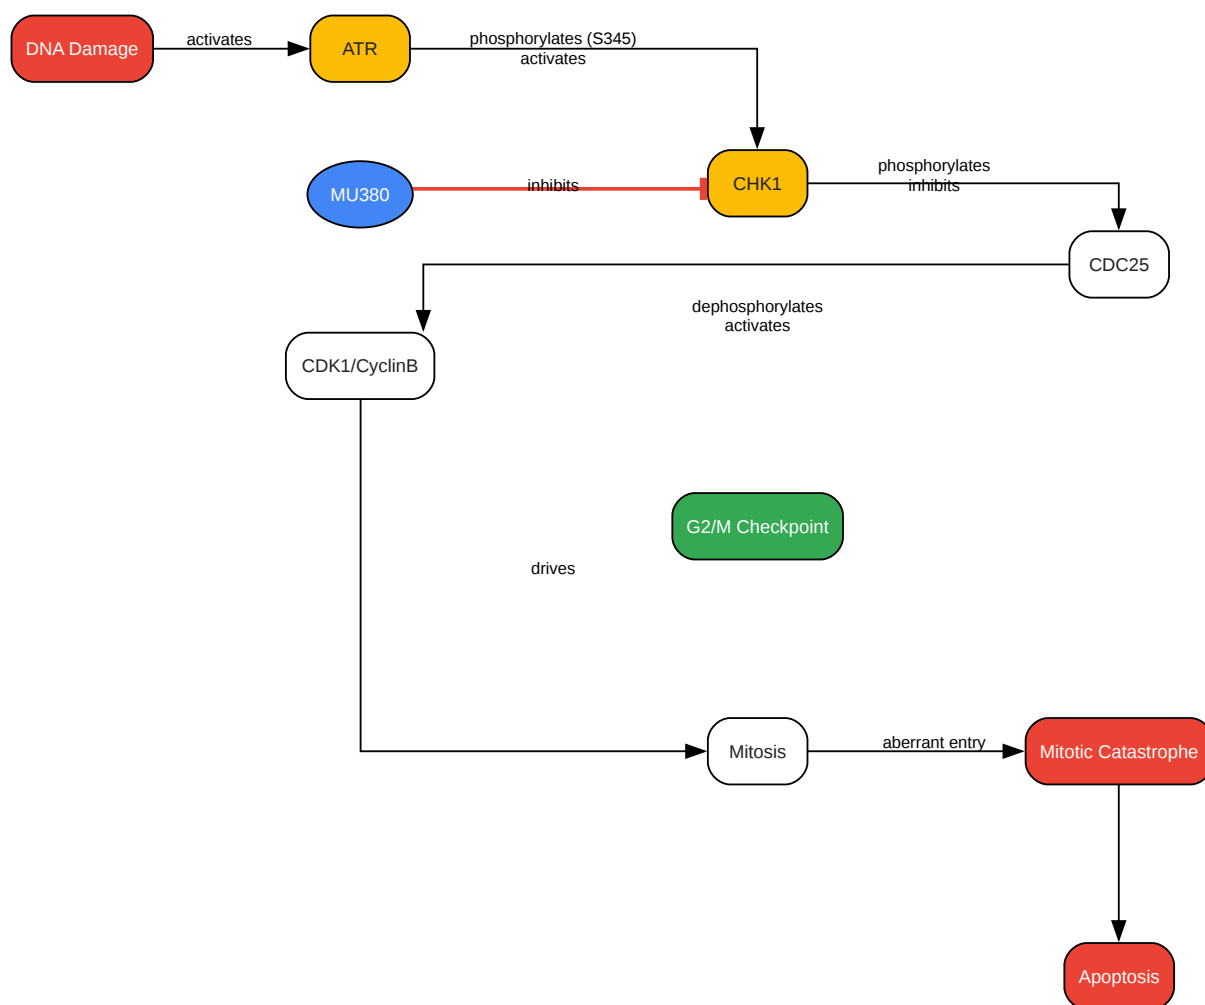 DNA Damage
activates
ATR
phosphorylates (S345)
activates
MU380
inhibits
CHK1
phosphorylates
inhibits
CDC25
dephosphorylates
activates
CDK1/CyclinB
G2/M Checkpoint
drives
Mitosis
aberrant entry
Mitotic Catastrophe
Apoptosis